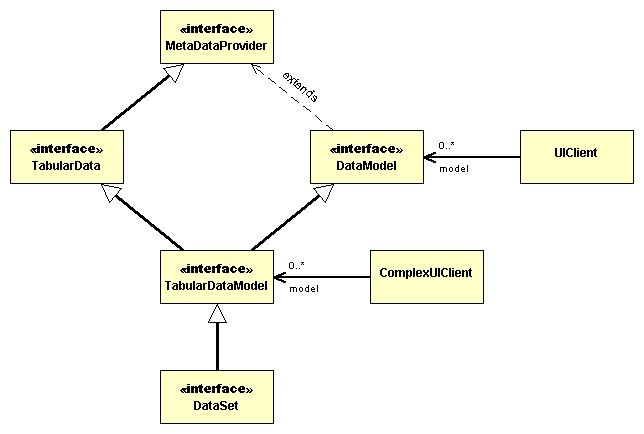 «interface»
MetaDataProvider
extends
«interface»
TabularData
«interface»
DataModel
0..*
model
UIClient
«interface»
TabularDataModel
0..*
model
ComplexUIClient
«interface»
DataSet